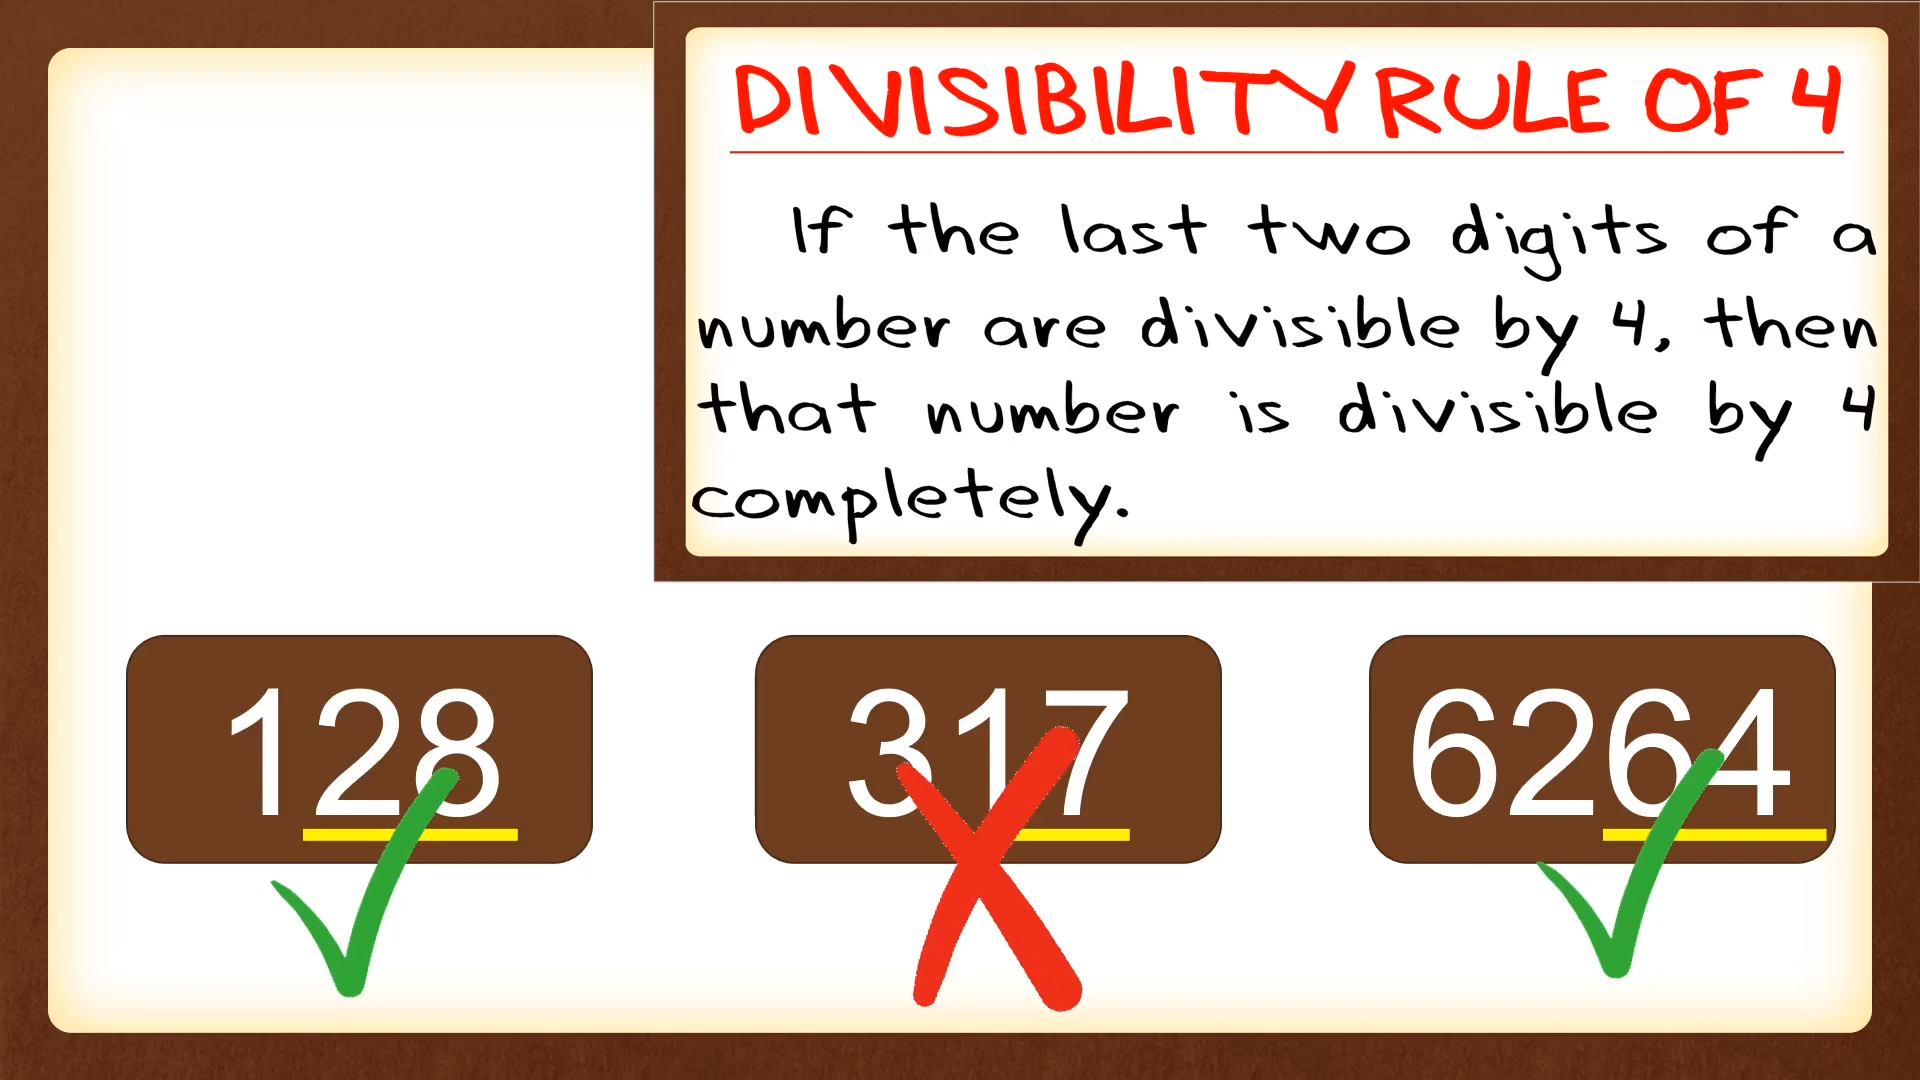 DIVISIBILITY RULE OF 4
If the last two digits of a
number are divisible by 4, then
that number is divisible by 4
completely.
128
317
6264